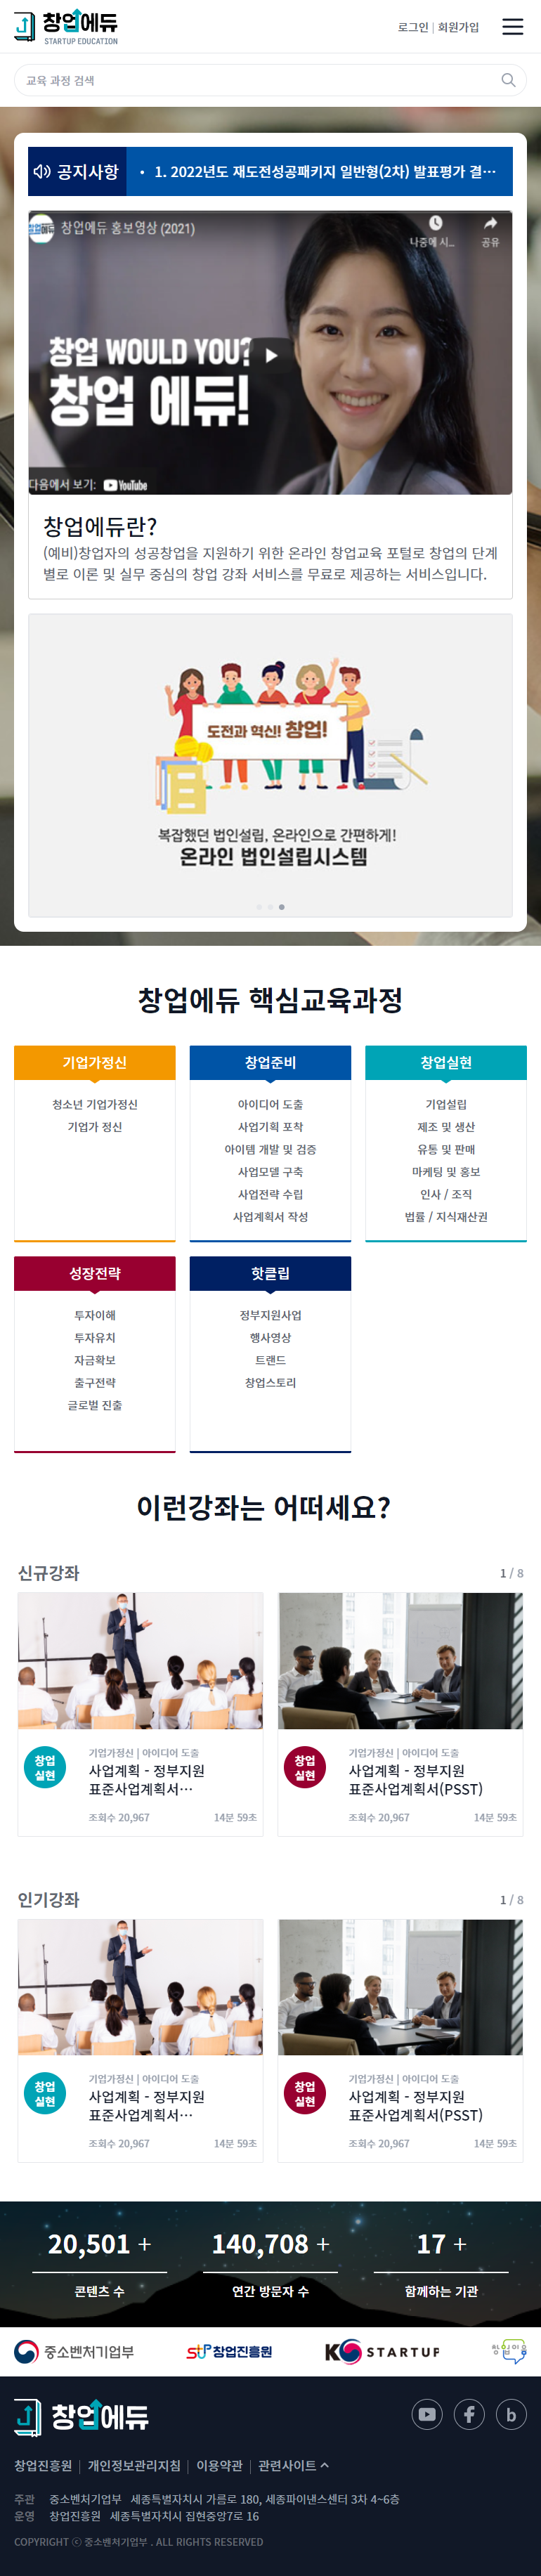 창업에듀
STARTUP EDUCATION
로그인 | 회원가입
교육 과정 검색
공지사항
• 1. 2022년도 재도전성공패키지 일반형(2차) 발표평가 결…
창업에듀 홍보영상 (2021)
나중에 시... 공유
창업 WOULD YOU?
창업 에듀!
다음에서 보기: YouTube
창업에듀란?
(예비)창업자의 성공창업을 지원하기 위한 온라인 창업교육 포털로 창업의 단계
별로 이론 및 실무 중심의 창업 강좌 서비스를 무료로 제공하는 서비스입니다.
도전과 혁신! 창업!
복잡했던 법인설립, 온라인으로 간편하게!
온라인 법인설립시스템
창업에듀 핵심교육과정
기업가정신
청소년 기업가정신
기업가 정신
창업준비
아이디어 도출
사업기회 포착
아이템 개발 및 검증
사업모델 구축
사업전략 수립
사업계획서 작성
창업실현
기업설립
제조 및 생산
유통 및 판매
마케팅 및 홍보
인사 / 조직
법률 / 지식재산권
성장전략
투자이해
투자유치
자금확보
출구전략
글로벌 진출
핫클립
정부지원사업
행사영상
트랜드
창업스토리
이런강좌는 어떠세요?
신규강좌
1 / 8
창업
실현
기업가정신 | 아이디어 도출
사업계획 - 정부지원
표준사업계획서…
조회수 20,967 14분 59초
창업
실현
기업가정신 | 아이디어 도출
사업계획 - 정부지원
표준사업계획서(PSST)
조회수 20,967 14분 59초
인기강좌
1 / 8
창업
실현
기업가정신 | 아이디어 도출
사업계획 - 정부지원
표준사업계획서…
조회수 20,967 14분 59초
창업
실현
기업가정신 | 아이디어 도출
사업계획 - 정부지원
표준사업계획서(PSST)
조회수 20,967 14분 59초
20,501 +
콘텐츠 수
140,708 +
연간 방문자 수
17 +
함께하는 기관
중소벤처기업부
창업진흥원
K STARTUP
창업에듀
창업진흥원 | 개인정보관리지침 | 이용약관 | 관련사이트
주관 중소벤처기업부 세종특별자치시 가름로 180, 세종파이낸스센터 3차 4~6층
운영 창업진흥원 세종특별자치시 집현중앙7로 16
COPYRIGHT ⓒ 중소벤처기업부 . ALL RIGHTS RESERVED